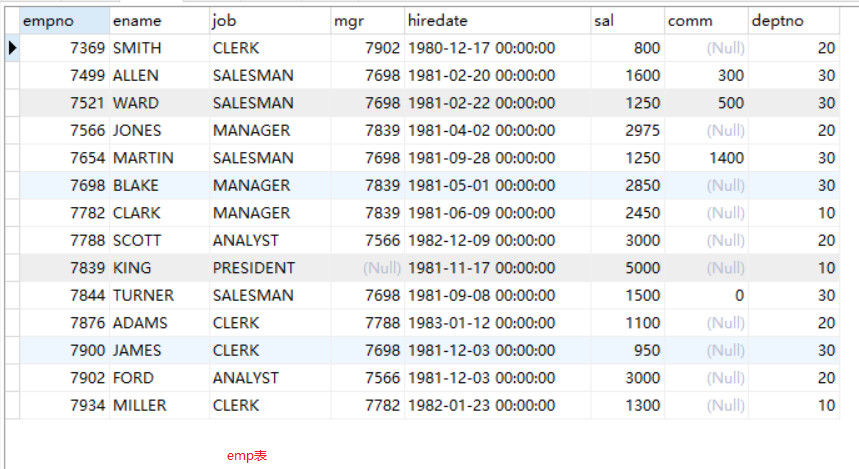 empno ename job mgr hiredate sal comm deptno
7369 SMITH CLERK 7902 1980-12-17 00:00:00 800 (Null) 20
7499 ALLEN SALESMAN 7698 1981-02-20 00:00:00 1600 300 30
7521 WARD SALESMAN 7698 1981-02-22 00:00:00 1250 500 30
7566 JONES MANAGER 7839 1981-04-02 00:00:00 2975 (Null) 20
7654 MARTIN SALESMAN 7698 1981-09-28 00:00:00 1250 1400 30
7698 BLAKE MANAGER 7839 1981-05-01 00:00:00 2850 (Null) 30
7782 CLARK MANAGER 7839 1981-06-09 00:00:00 2450 (Null) 10
7788 SCOTT ANALYST 7566 1982-12-09 00:00:00 3000 (Null) 20
7839 KING PRESIDENT (Null) 1981-11-17 00:00:00 5000 (Null) 10
7844 TURNER SALESMAN 7698 1981-09-08 00:00:00 1500 0 30
7876 ADAMS CLERK 7788 1983-01-12 00:00:00 1100 (Null) 20
7900 JAMES CLERK 7698 1981-12-03 00:00:00 950 (Null) 30
7902 FORD ANALYST 7566 1981-12-03 00:00:00 3000 (Null) 20
7934 MILLER CLERK 7782 1982-01-23 00:00:00 1300 (Null) 10
emp表